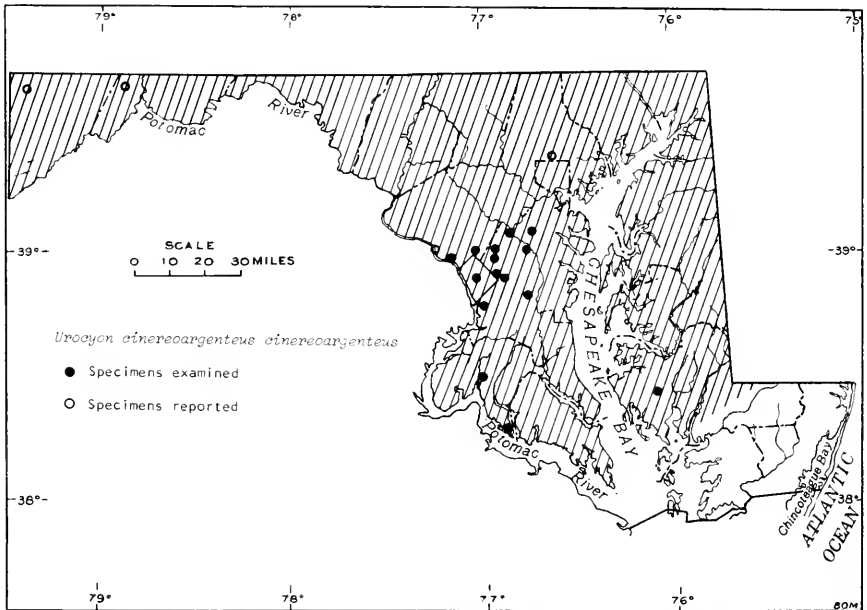 79°
78°
77°
76°
75°
Potomac
River
39°
39°
SCALE
0 10 20 30 MILES
CHESAPEAKE BAY
Urocyon cinereoargenteus cinereoargenteus
Specimens examined
Specimens reported
Potomac
River
Chincoteague Bay
ATLANTIC
OCEAN
38°
38°
79°
78°
77°
76°
80M